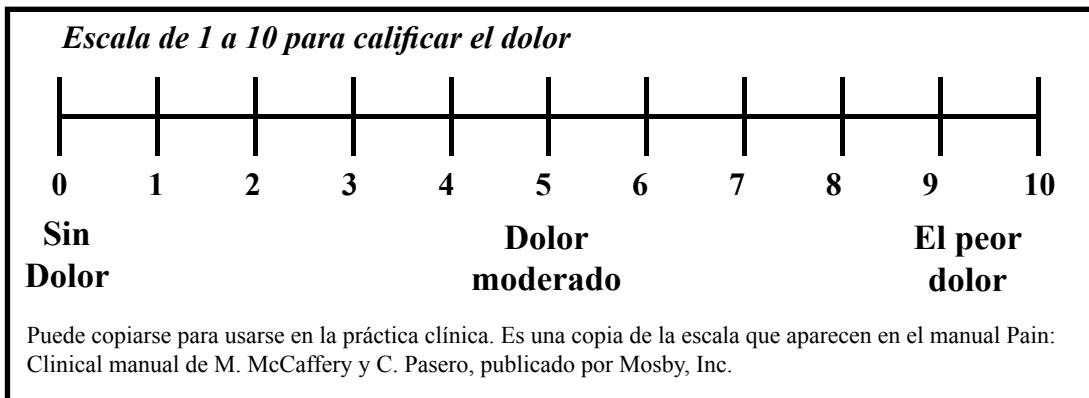 Escala de 1 a 10 para calificar el dolor
0 1 2 3 4 5 6 7 8 9 10
Sin Dolor
Dolor moderado
El peor dolor
Puede copiarse para usarse en la práctica clínica. Es una copia de la escala que aparecen en el manual Pain:
Clinical manual de M. McCaffery y C. Pasero, publicado por Mosby, Inc.